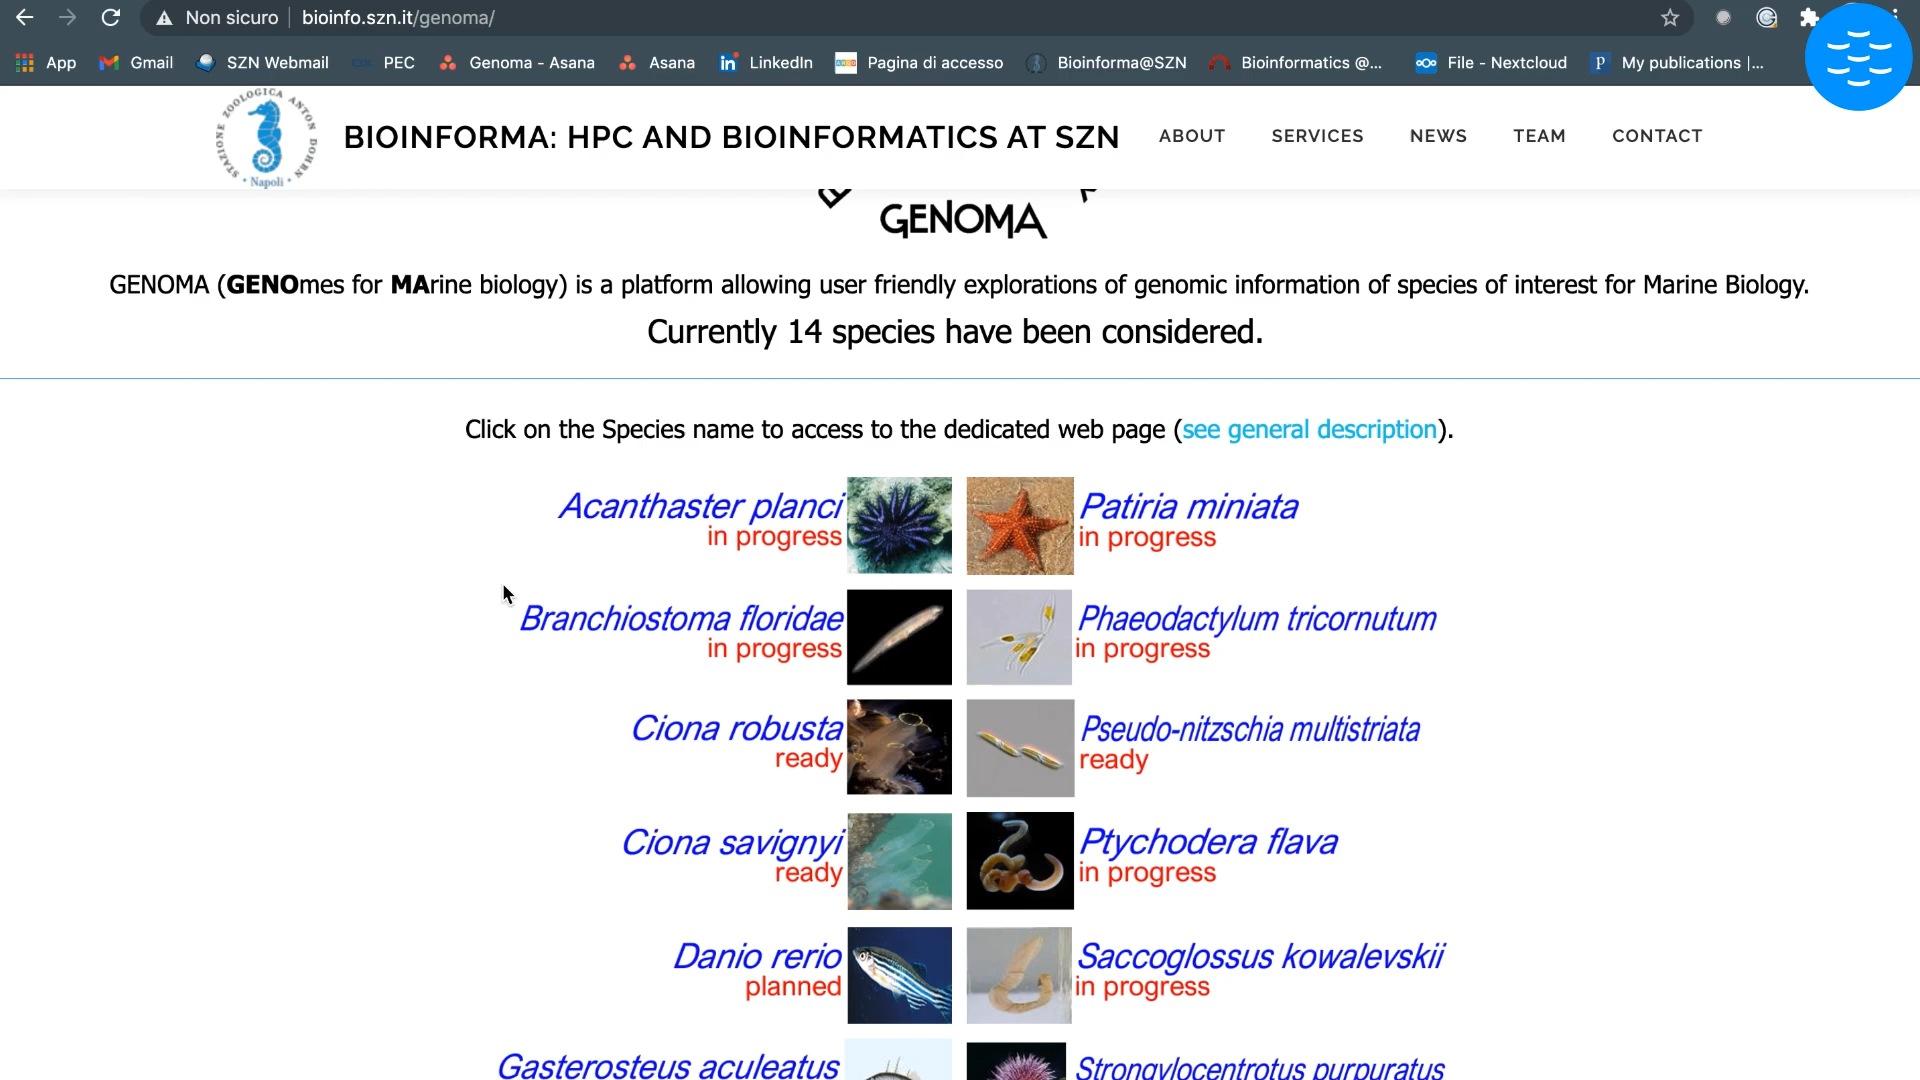 Non sicuro | bioinfo.szn.it/genoma/
App Gmail SZN Webmail PEC Genoma - Asana Asana LinkedIn Pagina di accesso Bioinforma@SZN Bioinformatics @... File - Nextcloud My publications |...
STAZIONE ZOOLOGICA ANTON DOHRN
• Napoli •
BIOINFORMA: HPC AND BIOINFORMATICS AT SZN ABOUT SERVICES NEWS TEAM CONTACT
GENOMA
GENOMA (GENOmes for MArine biology) is a platform allowing user friendly explorations of genomic information of species of interest for Marine Biology.
Currently 14 species have been considered.
Click on the Species name to access to the dedicated web page (see general description).
Acanthaster planci Patiria miniata
in progress in progress
Branchiostoma floridae Phaeodactylum tricornutum
in progress in progress
Ciona robusta Pseudo-nitzschia multistriata
ready ready
Ciona savignyi Ptychodera flava
ready in progress
Danio rerio Saccoglossus kowalevskii
planned in progress
Gasterosteus aculeatus Strongylocentrotus purpuratus